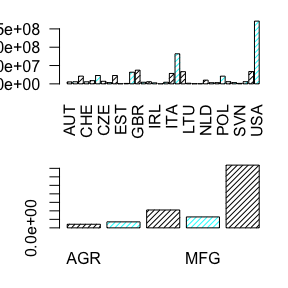 5e+08
0e+08
0e+07
0e+00
AUT CHE CZE EST GBR IRL ITA LTU NLD POL SVN USA
0.0e+00
AGR MFG